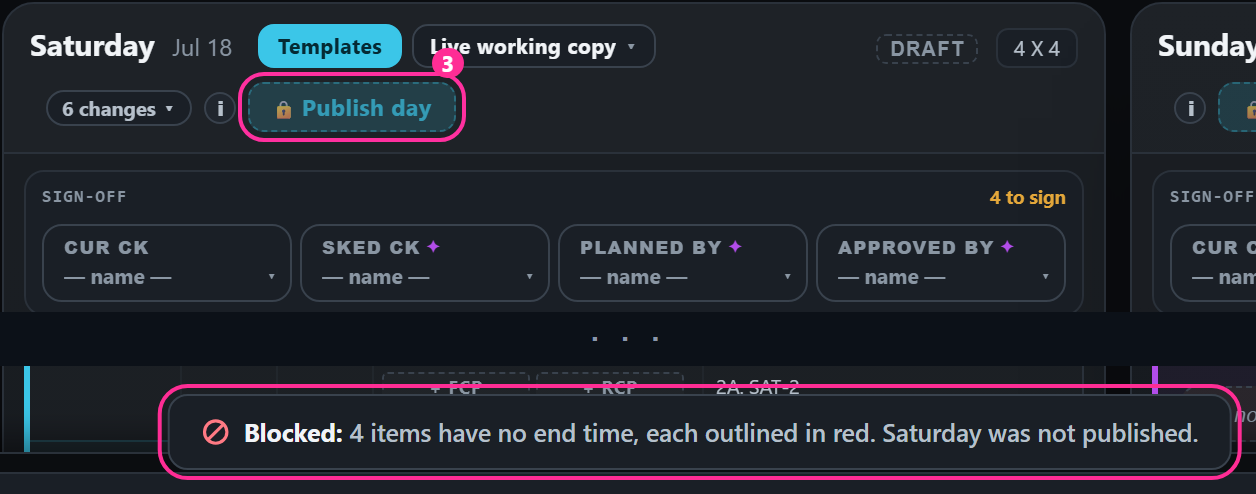 Saturday Jul 18 Templates Live working copy ▾ DRAFT 4 X 4 Sunday
3
6 changes ▾ i 🔒 Publish day i
SIGN-OFF 4 to sign SIGN-OFF
CUR CK SKED CK ✦ PLANNED BY ✦ APPROVED BY ✦ CUR
— name — ▾ — name — ▾ — name — ▾ — name — ▾
. . .
+ FCP + RCP 2A, SAT-2
Blocked: 4 items have no end time, each outlined in red. Saturday was not published.